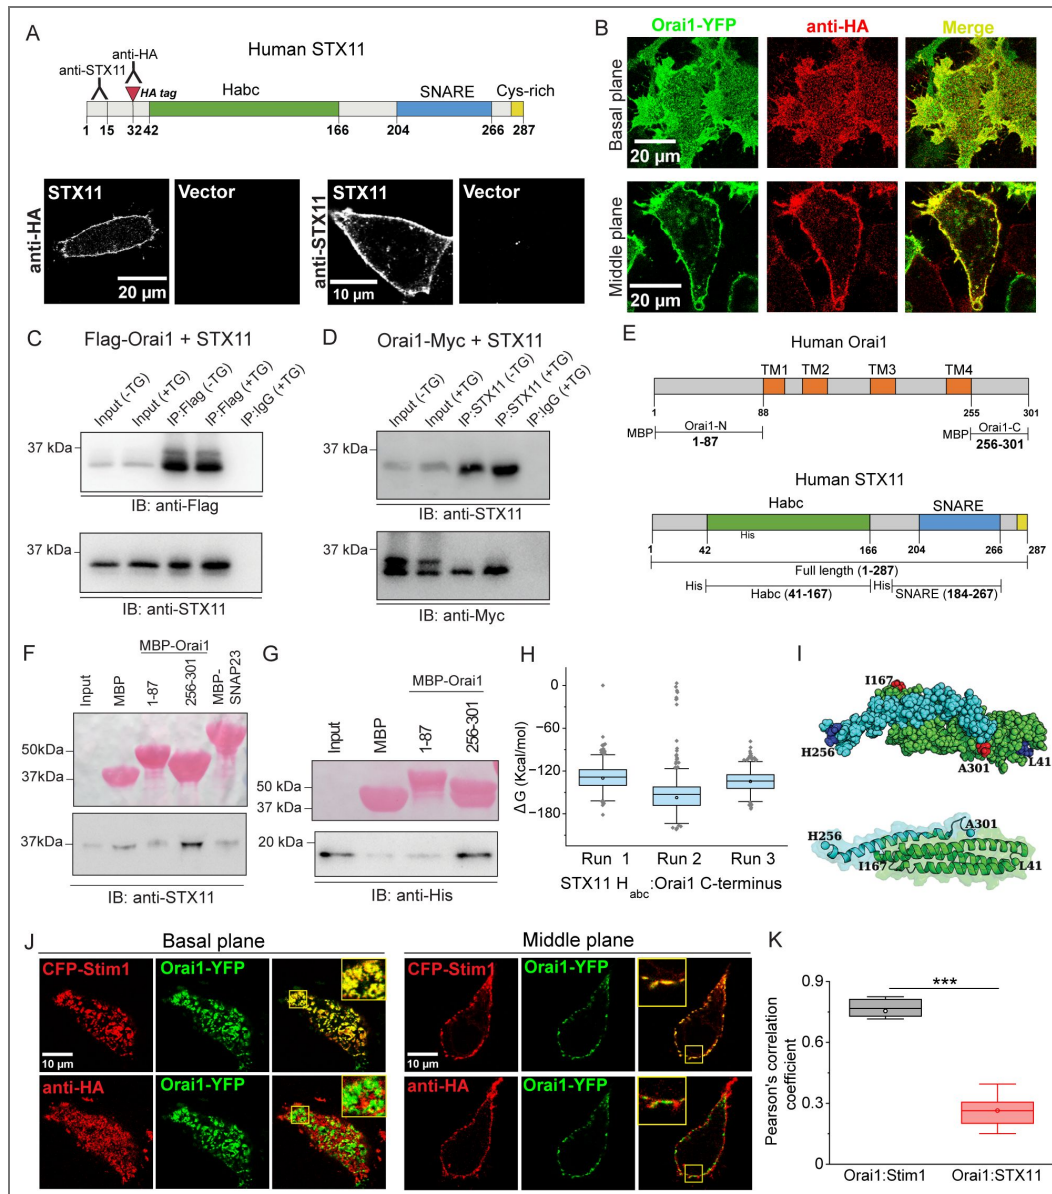 A
Human STX11
anti-HA
anti-STX11
HA tag
Habc
SNARE
Cys-rich
1 15 32 42 166 204 266 287
STX11
Vector
STX11
Vector
anti-HA
anti-STX11
20 µm
10 µm
B
Orai1-YFP
anti-HA
Merge
Basal plane
20 µm
Middle plane
20 µm
C
Flag-Orai1 + STX11
Input (-TG)
Input (+TG)
IP:Flag (-TG)
IP:Flag (+TG)
IP:IgG (+TG)
37 kDa
IB: anti-Flag
37 kDa
IB: anti-STX11
D
Orai1-Myc + STX11
Input (-TG)
Input (+TG)
IP:STX11 (-TG)
IP:STX11 (+TG)
IP:IgG (+TG)
37 kDa
IB: anti-STX11
37 kDa
IB: anti-Myc
E
Human Orai1
TM1 TM2 TM3 TM4
1 88 255 301
MBP Orai1-N
1-87
MBP Orai1-C
256-301
Human STX11
Habc
SNARE
His
1 42 166 204 266 287
Full length (1-287)
His
Habc (41-167)
His
SNARE (184-267)
F
Input
MBP
MBP-Orai1
1-87
256-301
MBP-
SNAP23
50kDa
37kDa
37kDa
IB: anti-STX11
G
MBP-Orai1
Input
MBP
1-87
256-301
50 kDa
37 kDa
20 kDa
IB: anti-His
H
ΔG (Kcal/mol)
0
−60
−120
−180
Run 1 Run 2 Run 3
STX11 Habc:Orai1 C-terminus
I
I167
H256
A301
L41
H256
A301
I167
L41
J
Basal plane
Middle plane
CFP-Stim1
Orai1-YFP
10 µm
anti-HA
Orai1-YFP
CFP-Stim1
Orai1-YFP
10 µm
anti-HA
Orai1-YFP
K
Pearson's correlation
coefficient
0.9
0.6
0.3
0
***
Orai1:Stim1
Orai1:STX11